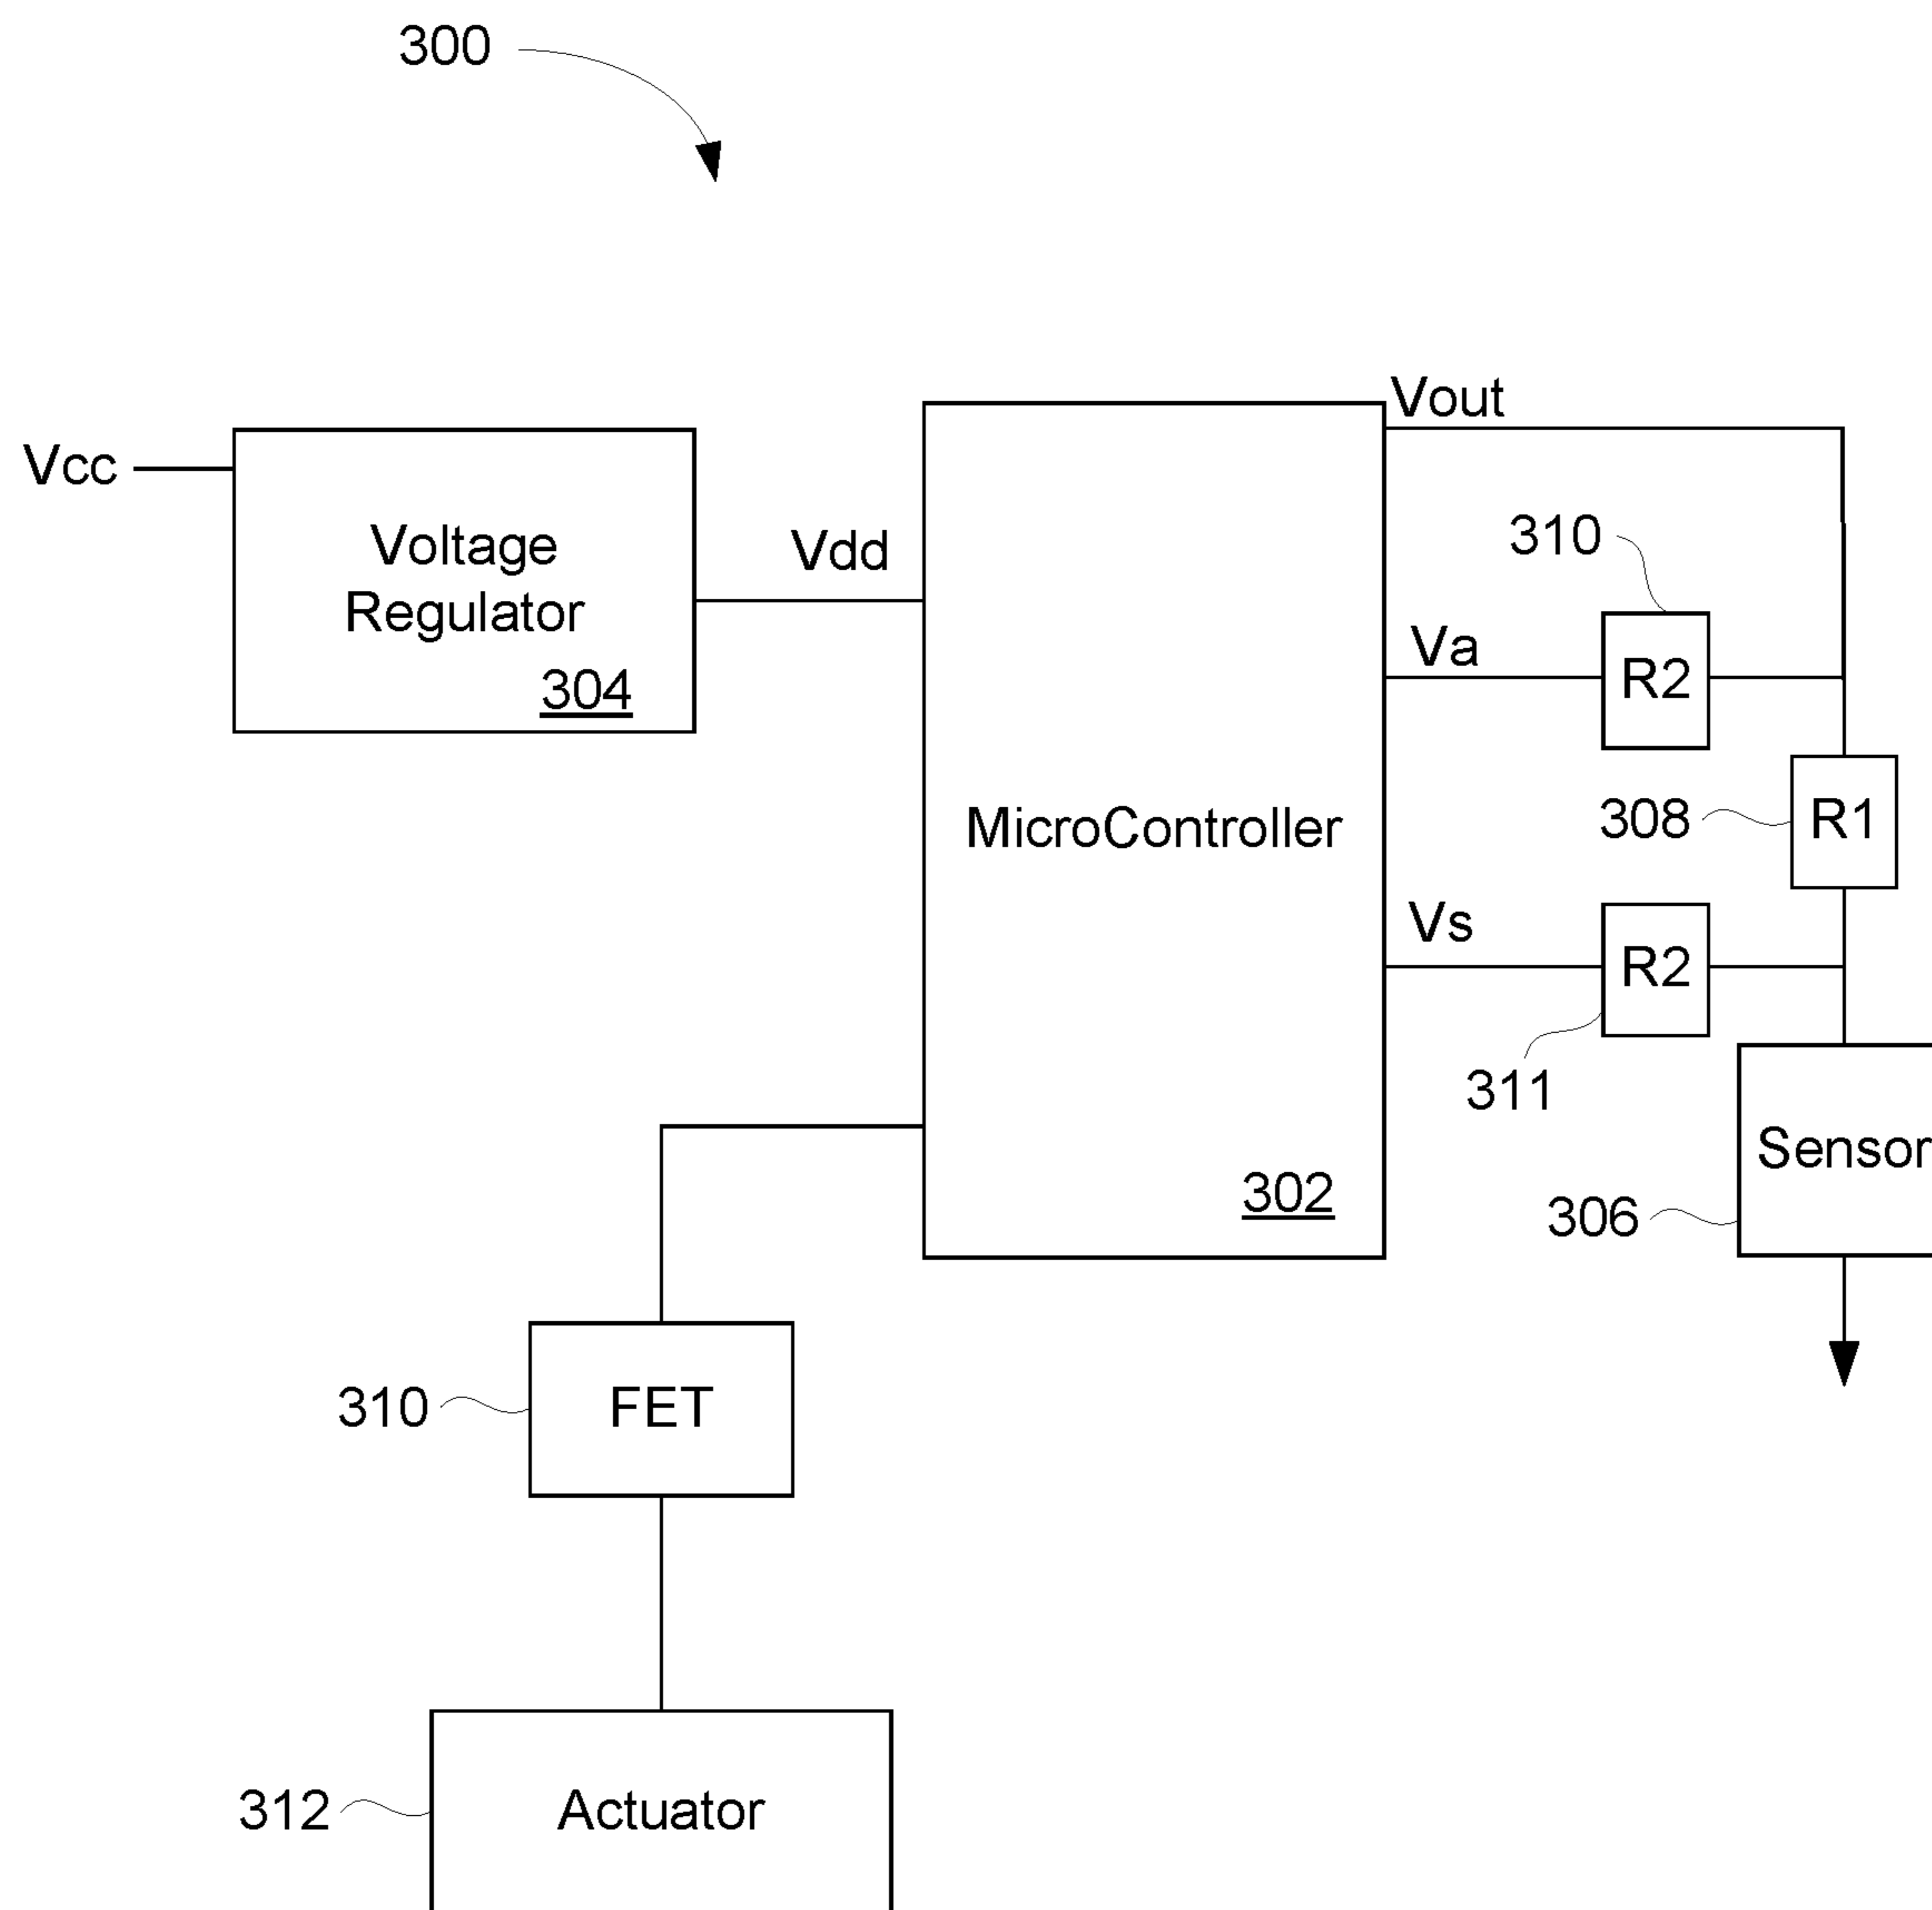 300
Vout
Vcc
Voltage
Regulator
304
Vdd
310
Va
R2
MicroController
308
R1
Vs
R2
311
Sensor
302
306
310
FET
312
Actuator